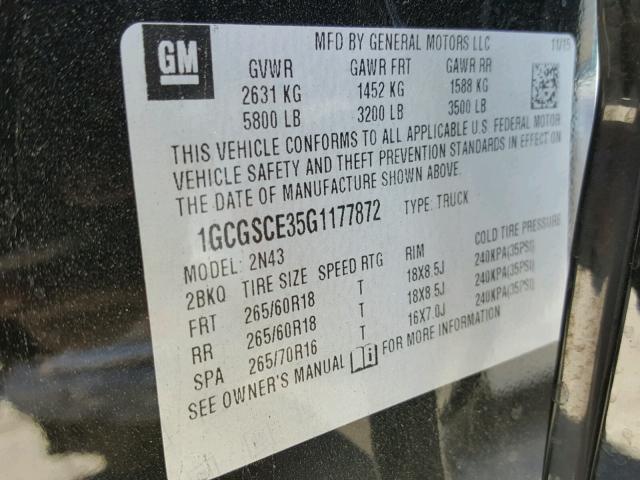 GM
MFD BY GENERAL MOTORS LLC 11/15
GVWR GAWR FRT GAWR RR
2631 KG 1452 KG 1588 KG
5800 LB 3200 LB 3500 LB
THIS VEHICLE CONFORMS TO ALL APPLICABLE U.S. FEDERAL MOTOR
VEHICLE SAFETY AND THEFT PREVENTION STANDARDS IN EFFECT ON
THE DATE OF MANUFACTURE SHOWN ABOVE.
1GCGSCE35G1177872 TYPE: TRUCK
MODEL: 2N43
2BKQ TIRE SIZE SPEED RTG RIM COLD TIRE PRESSURE
FRT 265/60R18 T 18X8.5J 240KPA(35PSI)
RR 265/60R18 T 18X8.5J 240KPA(35PSI)
SPA 265/70R16 T 16X7.0J 240KPA(35PSI)
SEE OWNER'S MANUAL FOR MORE INFORMATION